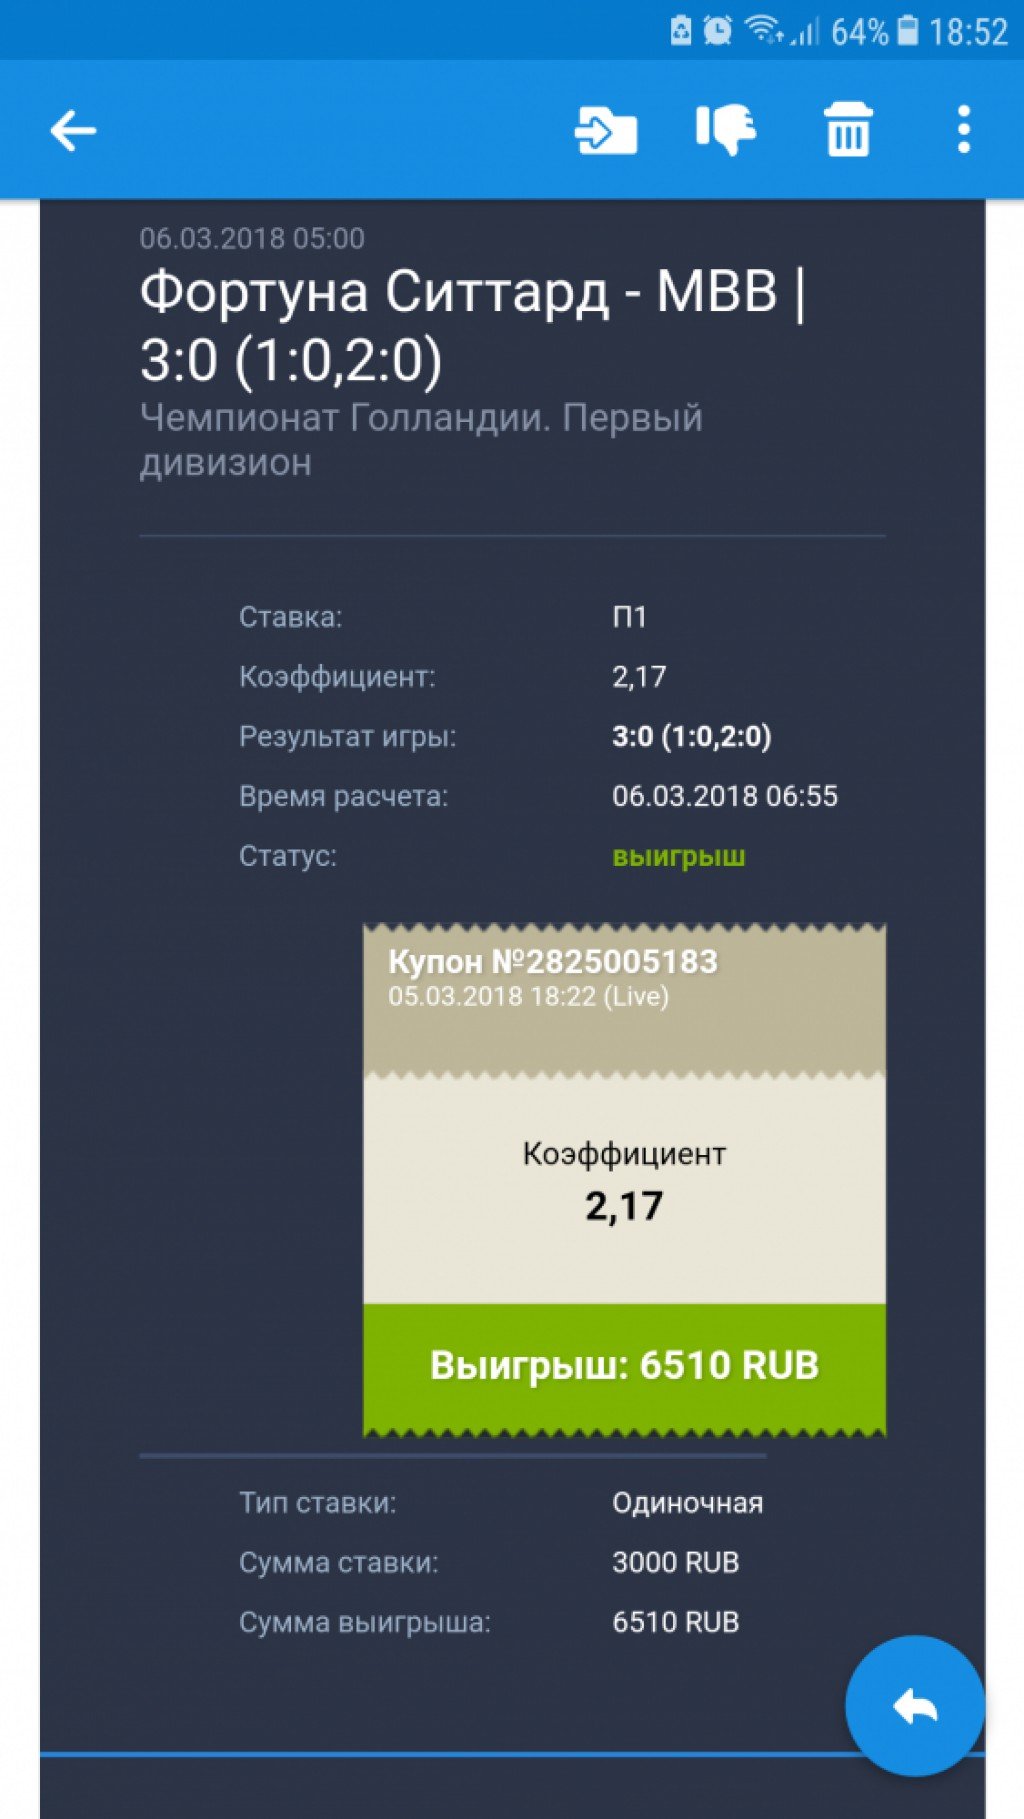 64% 18:52
06.03.2018 05:00
Фортуна Ситтард - МВВ |
3:0 (1:0,2:0)
Чемпионат Голландии. Первый
дивизион
Ставка: П1
Коэффициент: 2,17
Результат игры: 3:0 (1:0,2:0)
Время расчета: 06.03.2018 06:55
Статус: выигрыш
Купон №2825005183
05.03.2018 18:22 (Live)
Коэффициент
2,17
Выигрыш: 6510 RUB
Тип ставки: Одиночная
Сумма ставки: 3000 RUB
Сумма выигрыша: 6510 RUB